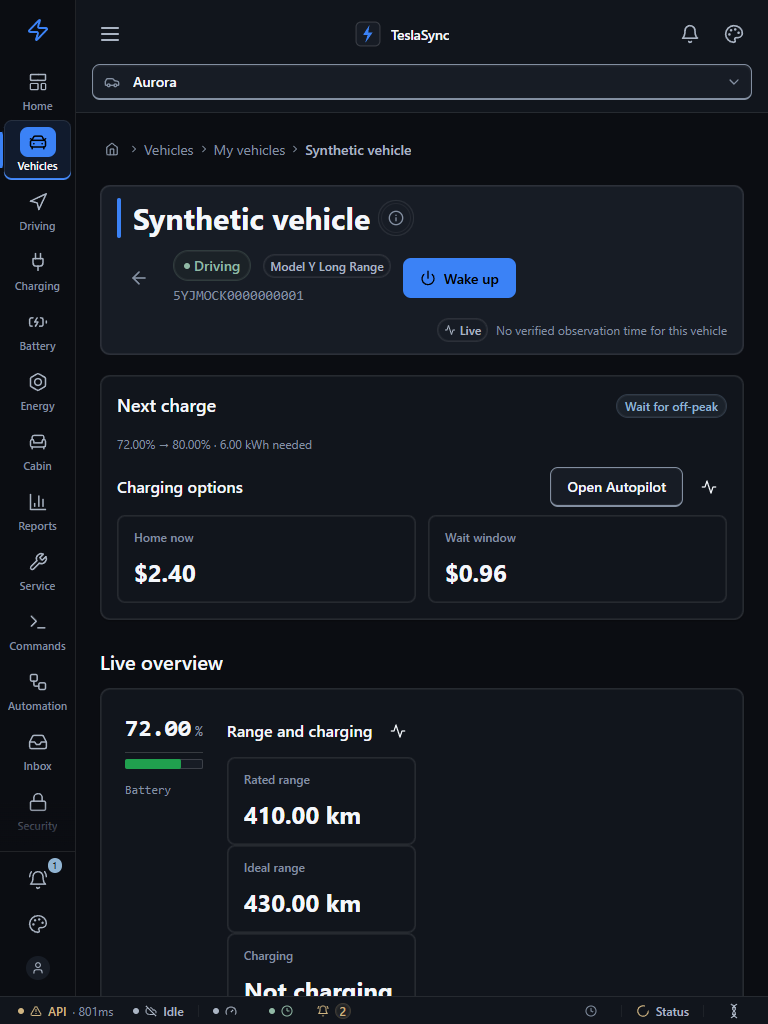 TeslaSync
Aurora
Home
Vehicles
Driving
Charging
Battery
Energy
Cabin
Reports
Service
Commands
Automation
Inbox
Security
1
Vehicles
My vehicles
Synthetic vehicle
Synthetic vehicle
Driving
Model Y Long Range
5YJMOCK0000000001
Wake up
Live
No verified observation time for this vehicle
Next charge
Wait for off-peak
72.00% → 80.00% · 6.00 kWh needed
Charging options
Open Autopilot
Home now
$2.40
Wait window
$0.96
Live overview
72.00%
Battery
Range and charging
Rated range
410.00 km
Ideal range
430.00 km
Charging
Not charging
API · 801ms
Idle
2
Status